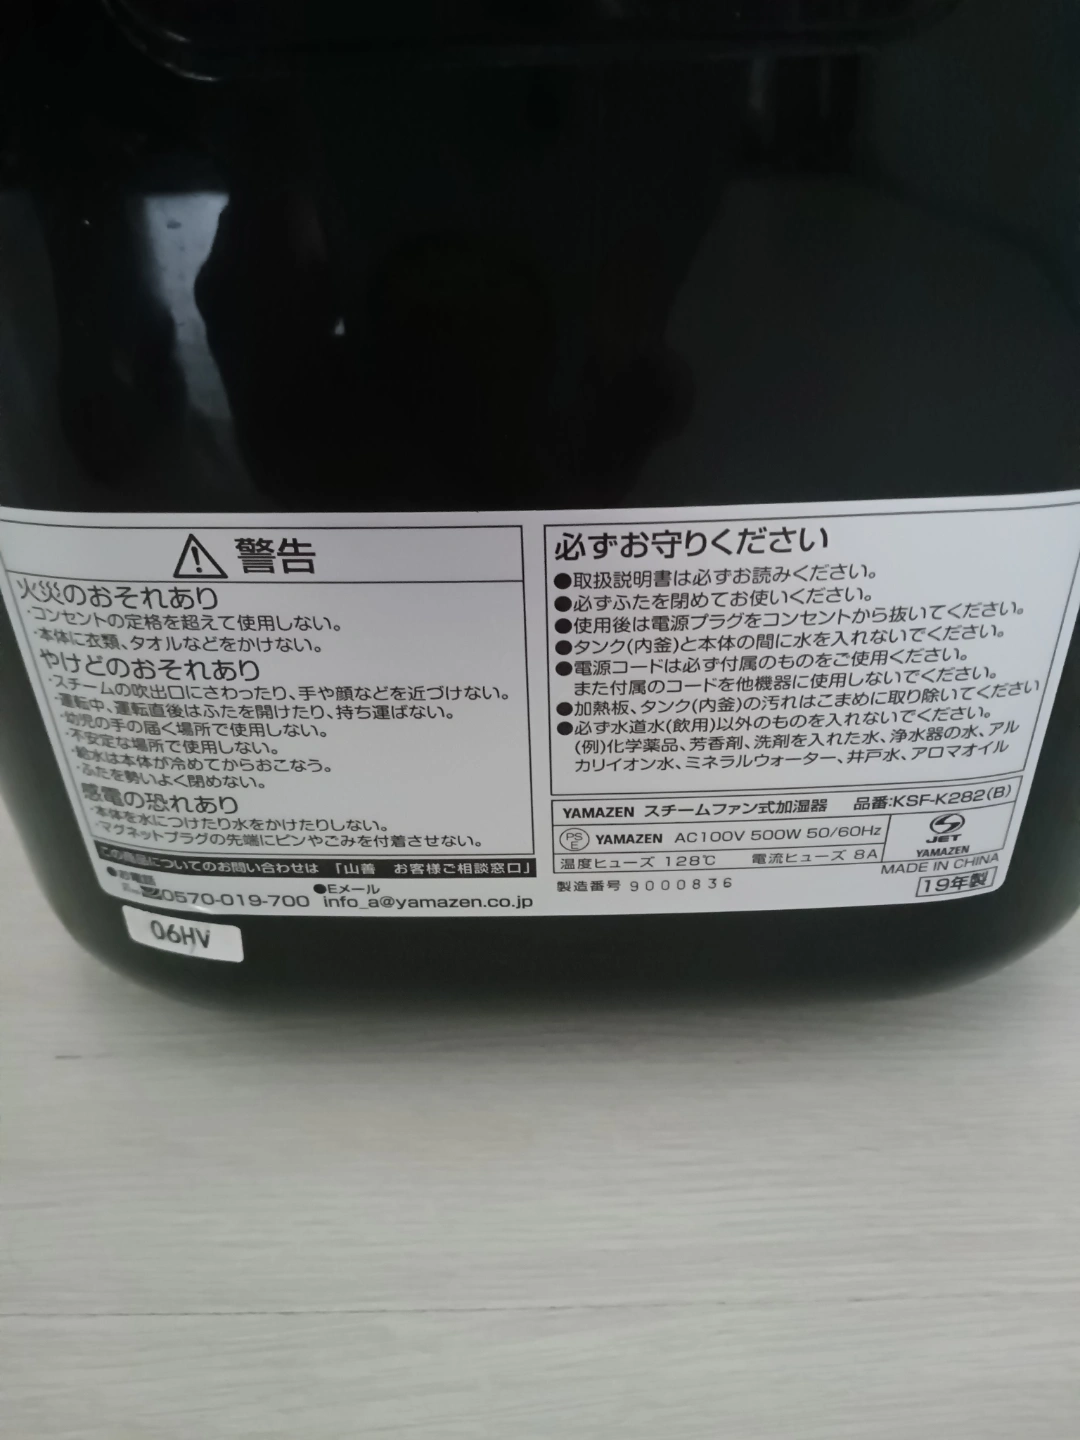 警告
火災のおそれあり
・コンセントの定格を超えて使用しない。
・本体に衣類、タオルなどをかけない。
やけどのおそれあり
・スチームの吹出口にさわったり、手や顔などを近づけない。
・運転中、運転直後はふたを開けたり、持ち運ばない。
・幼児の手の届く場所で使用しない。
・不安定な場所で使用しない。
・給水は本体が冷めてからおこなう。
・ふたを勢いよく閉めない。
感電の恐れあり
・本体を水につけたり水をかけたりしない。
・マグネットプラグの先端にピンやごみを付着させない。
この商品についてのお問い合わせは 「山善 お客様ご相談窓口」
●お電話
0570-019-700
●Eメール
info_a@yamazen.co.jp
06HV
必ずお守りください
●取扱説明書は必ずお読みください。
●必ずふたを閉めてお使いください。
●使用後は電源プラグをコンセントから抜いてください。
●タンク(内釜)と本体の間に水を入れないでください。
●電源コードは必ず付属のものをご使用ください。
また付属のコードを他機器に使用しないでください。
●加熱板、タンク(内釜)の汚れはこまめに取り除いてください
●必ず水道水(飲用)以外のものを入れないでください。
(例)化学薬品、芳香剤、洗剤を入れた水、浄水器の水、アル
カリイオン水、ミネラルウォーター、井戸水、アロマオイル
YAMAZEN スチームファン式加湿器 品番:KSF-K282(B)
PSE YAMAZEN AC100V 500W 50/60Hz
JET
YAMAZEN
温度ヒューズ 128℃ 電流ヒューズ 8A
MADE IN CHINA
製造番号 9000836
19年製